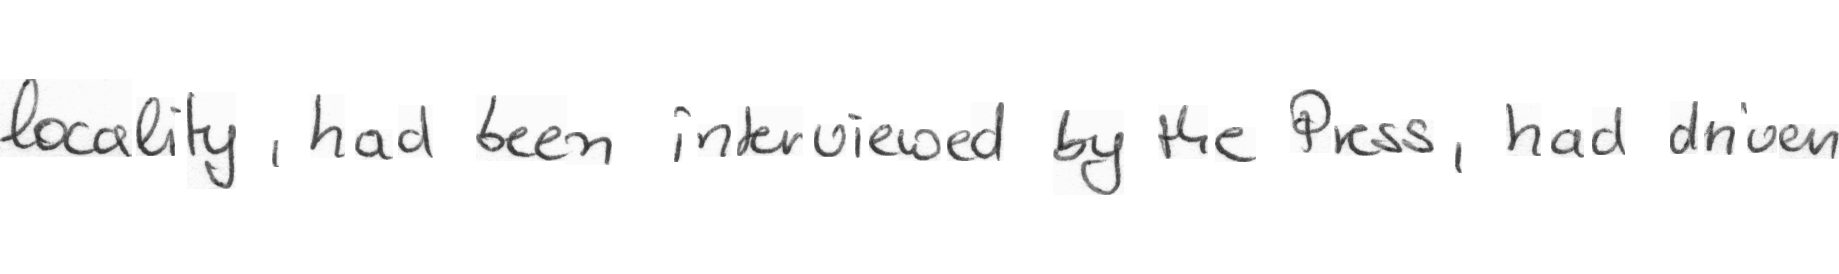 locality, had been interviewed by the Press, had driven